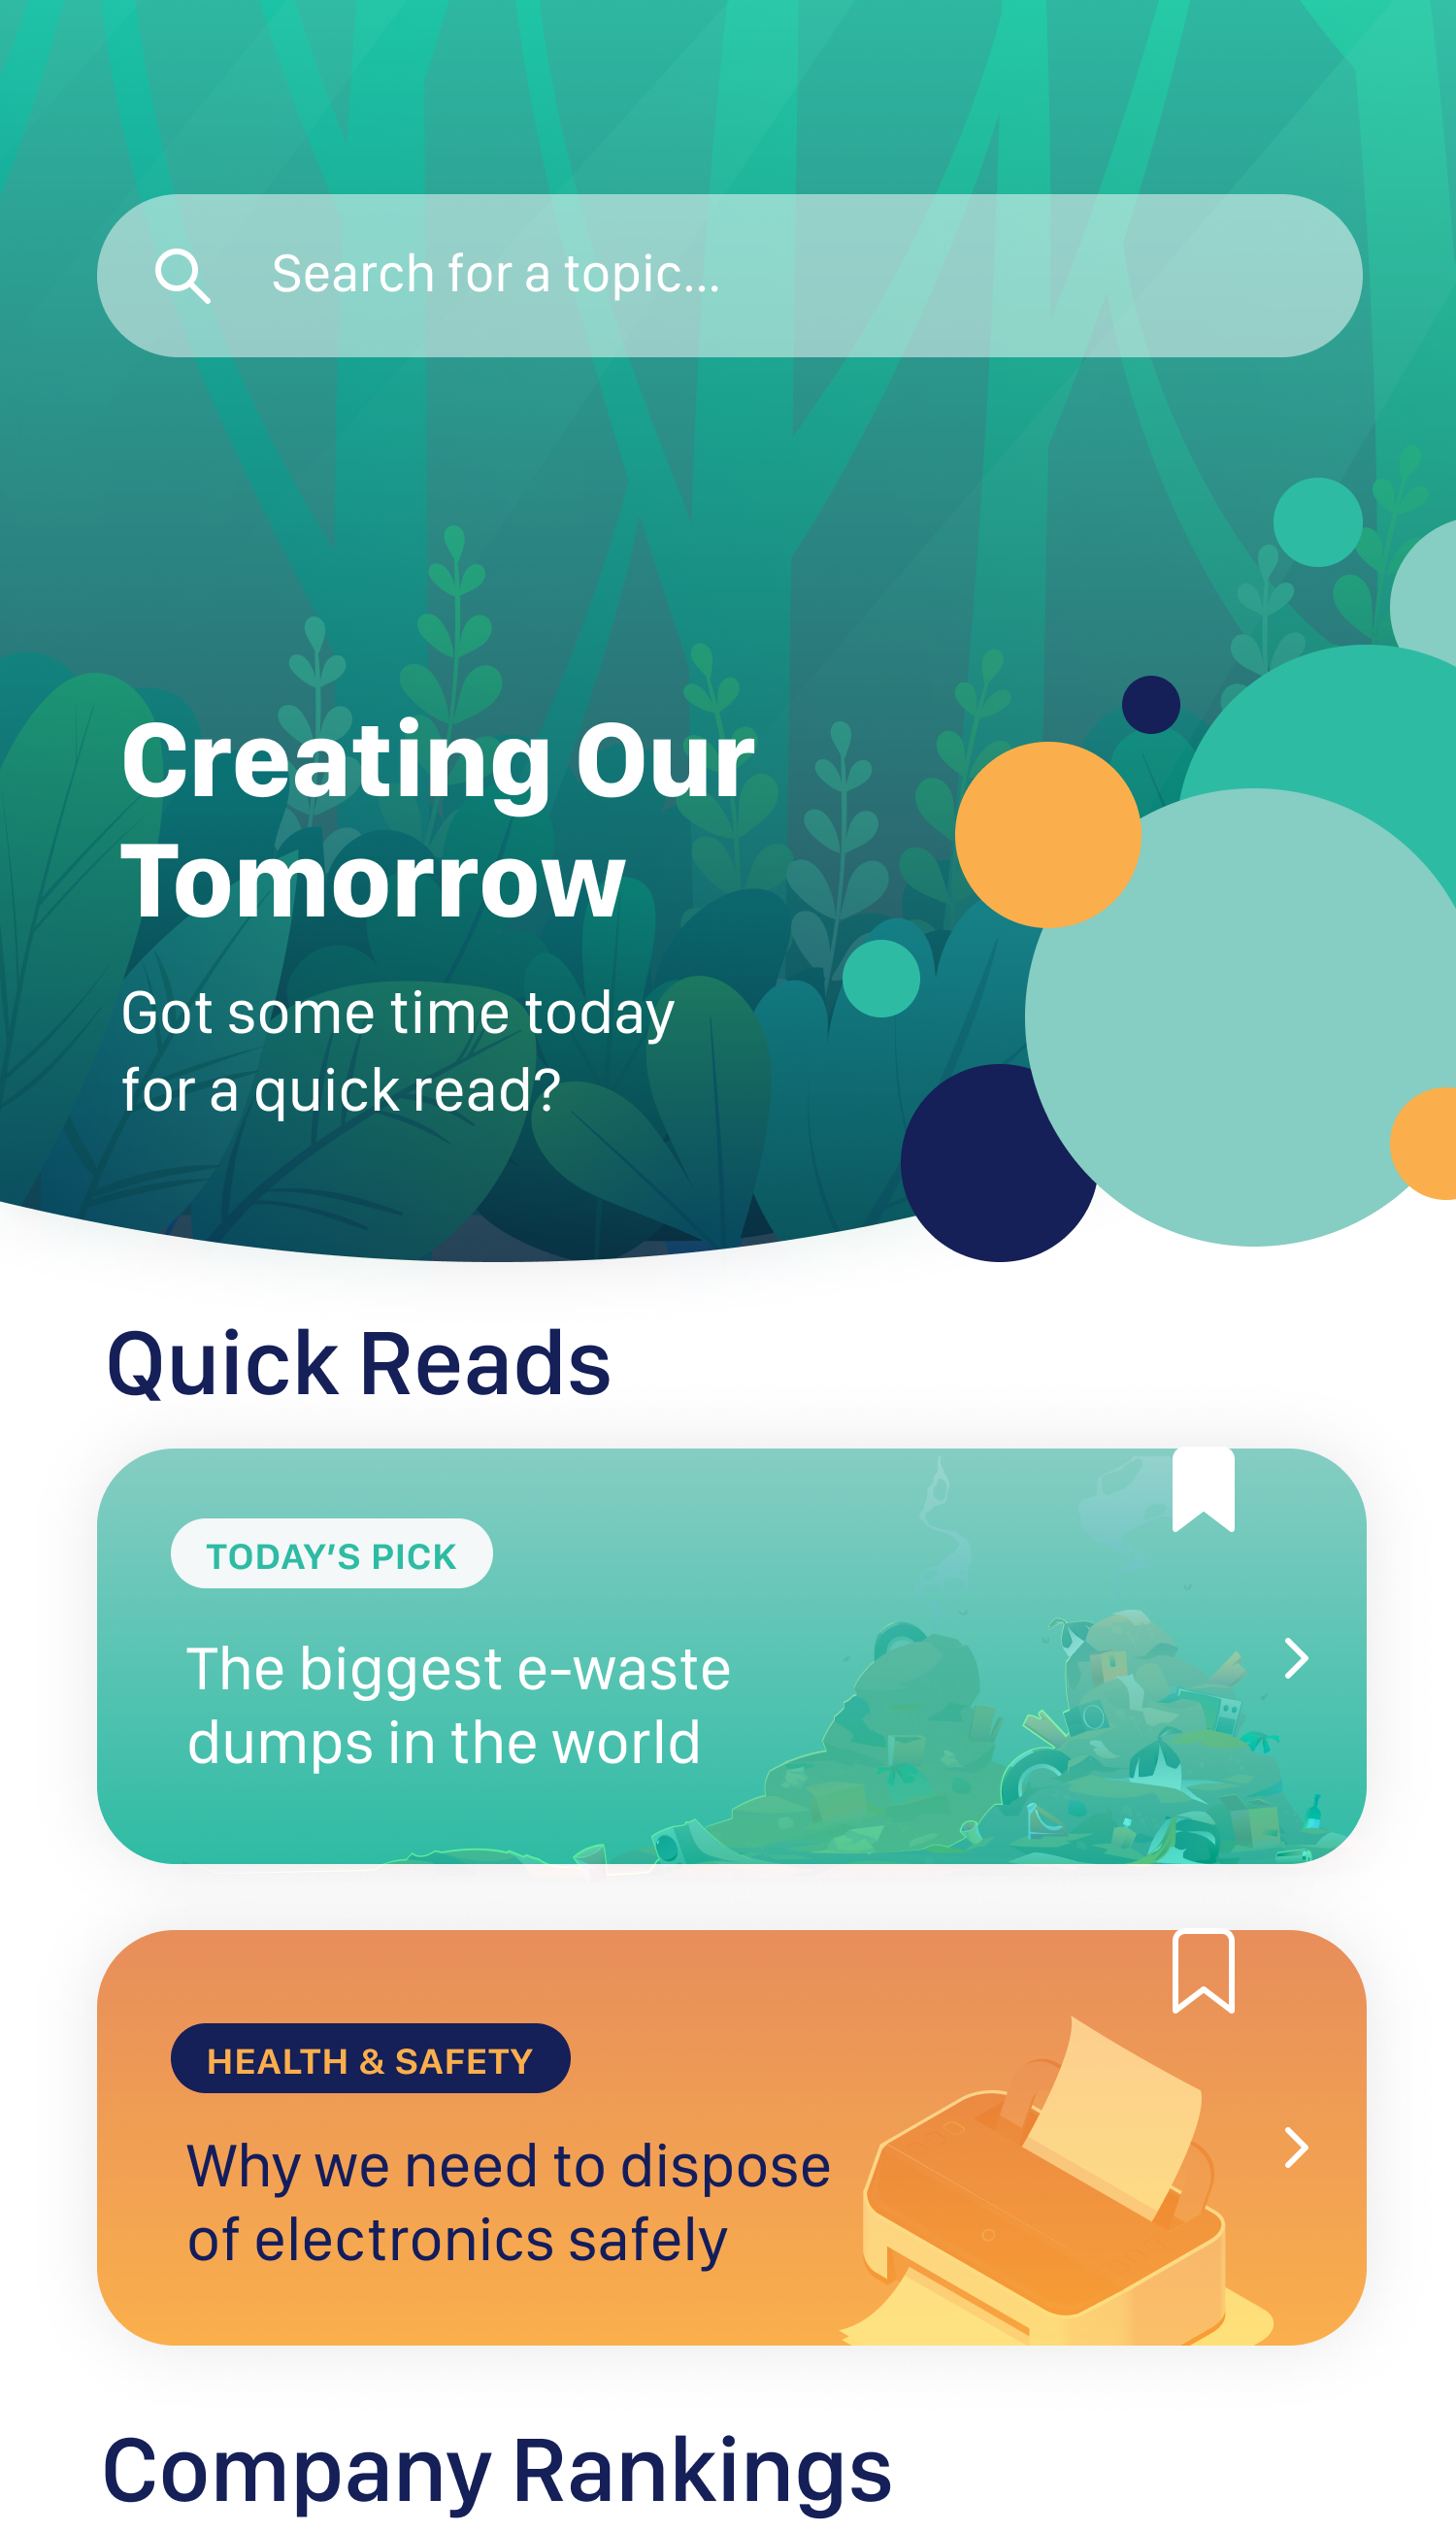 Search for a topic...
Creating Our
Tomorrow
Got some time today
for a quick read?
Quick Reads
TODAY'S PICK
The biggest e-waste
dumps in the world
HEALTH & SAFETY
Why we need to dispose
of electronics safely
Company Rankings